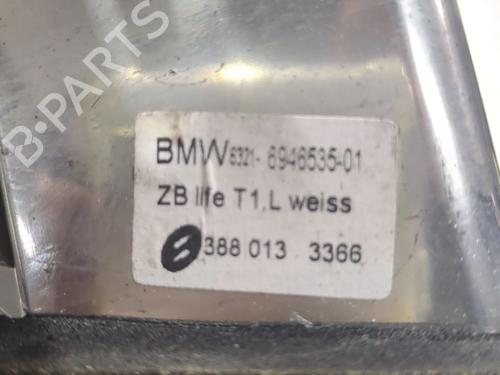 B-PARTS
BMW 6321- 6946535-01
ZB life T1, L weiss
388 013 3366